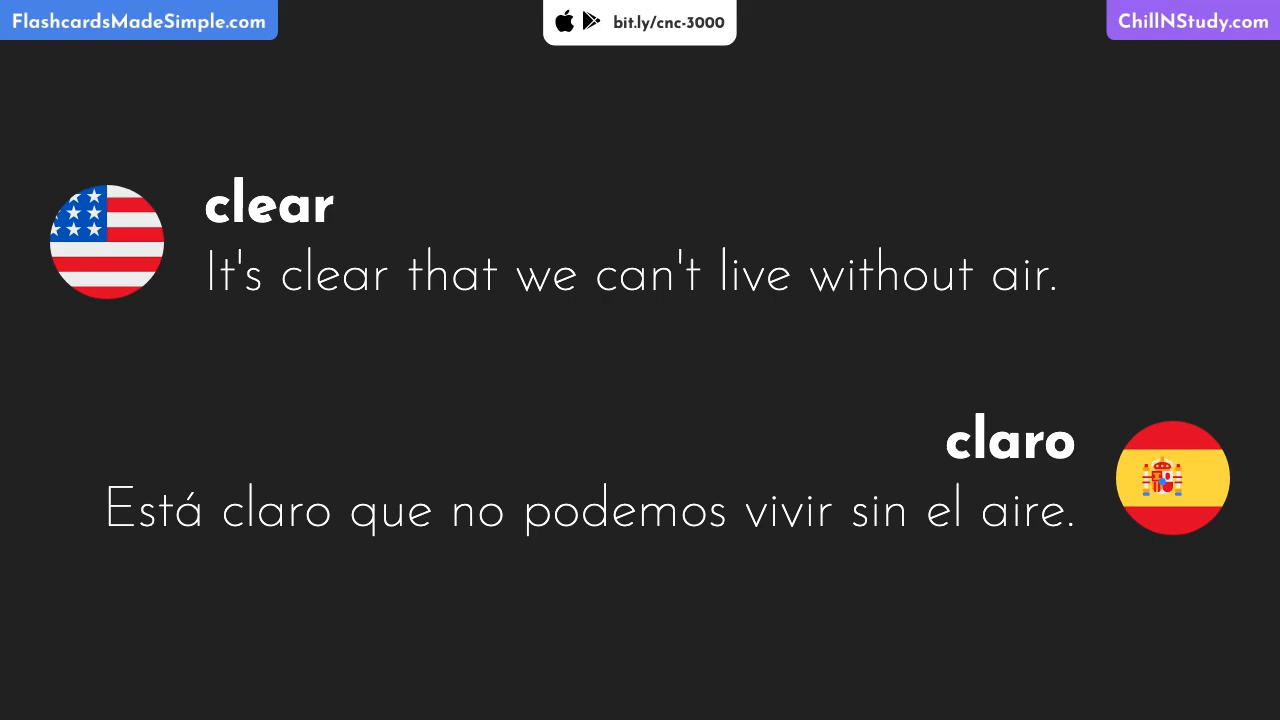 FlashcardsMadeSimple.com
bit.ly/cnc-3000
ChillNStudy.com
clear
It's clear that we can't live without air.
claro
Está claro que no podemos vivir sin el aire.